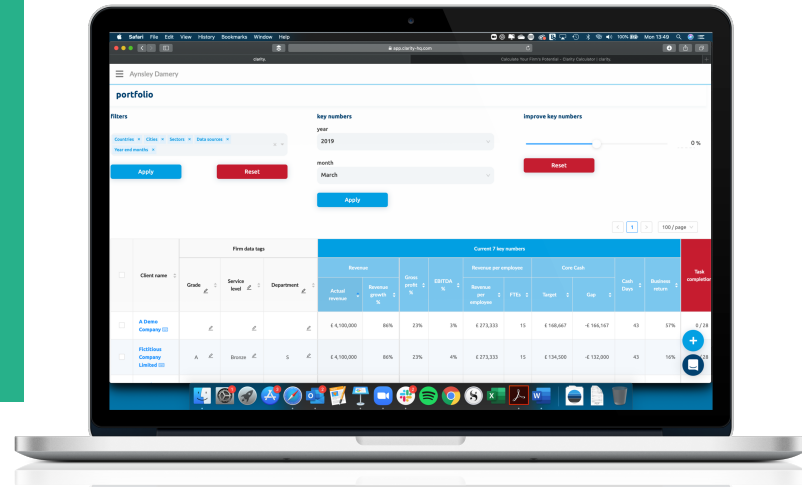 Safari File Edit View History Bookmarks Window Help
100% Mon 13:49
app.clarity-hq.com
clarity.
Calculate Your Firm's Potential - Clarity Calculator | clarity
Aynsley Damery
portfolio
filters
key numbers
improve key numbers
year
Countries × Cities × Sectors × Data sources ×
Year end months ×
2019
0 %
month
Apply
Reset
March
Reset
Apply
1
100 / page
Firm data tags
Current 7 key numbers
Client name
Grade
Service level
Department
Revenue
Gross profit %
EBITDA %
Revenue per employee
Core Cash
Cash Days
Business return
Task completion
Actual revenue
Revenue growth %
Revenue per employee
FTEs
Target
Gap
A Demo Company
£ 4,100,000
86%
23%
3%
£ 273,333
15
£ 168,667
-£ 166,167
43
57%
0 / 28
Fictitious Company Limited
A
Bronze
S
£ 4,100,000
86%
23%
4%
£ 273,333
15
£ 134,500
-£ 132,000
43
16%
/ 28